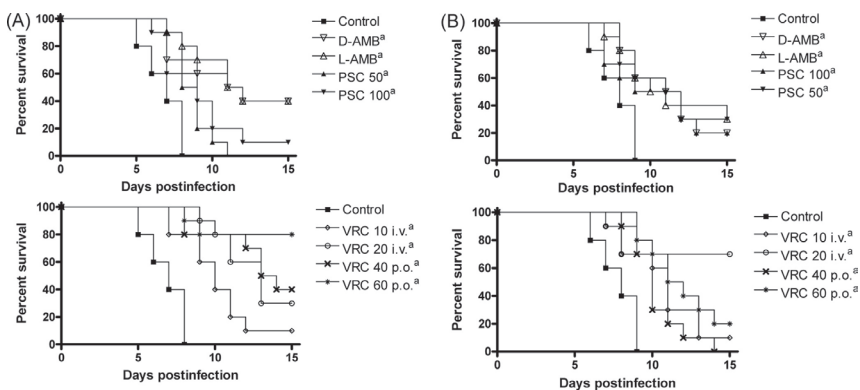 (A)
Percent survival
100
80
60
40
20
0
0 5 10 15
Days postinfection
Control
D-AMBᵃ
L-AMBᵃ
PSC 50ᵃ
PSC 100ᵃ
(B)
Percent survival
100
80
60
40
20
0
0 5 10 15
Days postinfection
Control
D-AMBᵃ
L-AMBᵃ
PSC 100ᵃ
PSC 50ᵃ
Percent survival
100
80
60
40
20
0
0 5 10 15
Days postinfection
Control
VRC 10 i.v.ᵃ
VRC 20 i.v.ᵃ
VRC 40 p.o.ᵃ
VRC 60 p.o.ᵃ
Percent survival
100
80
60
40
20
0
0 5 10 15
Days postinfection
Control
VRC 10 i.v.ᵃ
VRC 20 i.v.ᵃ
VRC 40 p.o.ᵃ
VRC 60 p.o.ᵃ